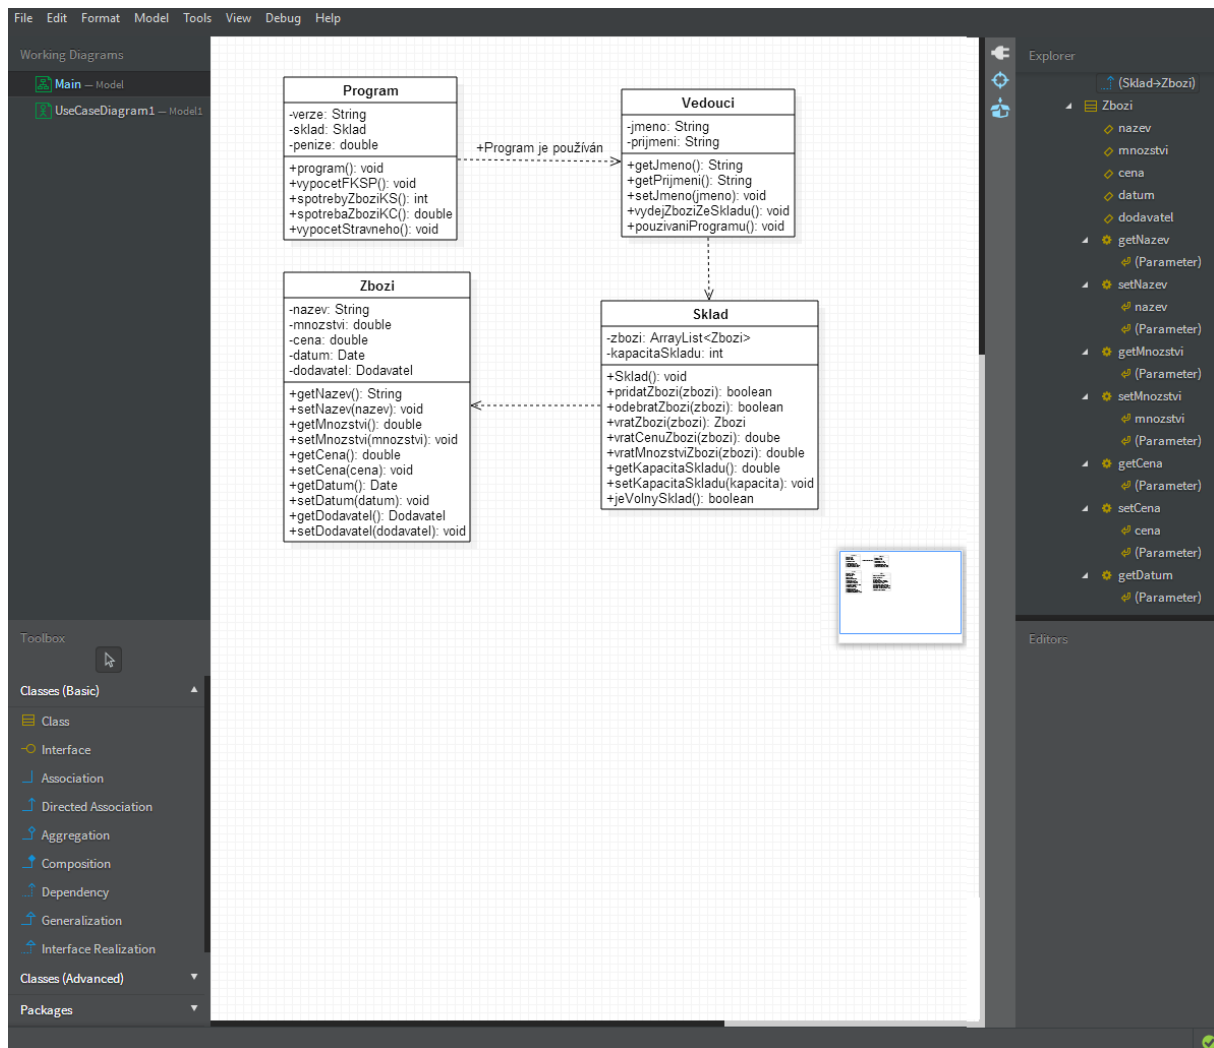 File Edit Format Model Tools View Debug Help
Working Diagrams
Main — Model
UseCaseDiagram1 — Model1
Program
-verze: String
-sklad: Sklad
-penize: double
+program(): void
+vypocetFKSP(): void
+spotrebyZboziKS(): int
+spotrebaZboziKC(): double
+vypocetStravneho(): void
+Program je používán
Vedouci
-jmeno: String
-prijmeni: String
+getJmeno(): String
+getPrijmeni(): String
+setJmeno(jmeno): void
+vydejZboziZeSkladu(): void
+pouzivaniProgramu(): void
Zbozi
-nazev: String
-mnozstvi: double
-cena: double
-datum: Date
-dodavatel: Dodavatel
+getNazev(): String
+setNazev(nazev): void
+getMnozstvi(): double
+setMnozstvi(mnozstvi): void
+getCena(): double
+setCena(cena): void
+getDatum(): Date
+setDatum(datum): void
+getDodavatel(): Dodavatel
+setDodavatel(dodavatel): void
Sklad
-zbozi: ArrayList<Zbozi>
-kapacitaSkladu: int
+Sklad(): void
+pridatZbozi(zbozi): boolean
+odebratZbozi(zbozi): boolean
+vratZbozi(zbozi): Zbozi
+vratCenuZbozi(zbozi): doube
+vratMnozstviZbozi(zbozi): double
+getKapacitaSkladu(): double
+setKapacitaSkladu(kapacita): void
+jeVolnySklad(): boolean
Explorer
(Sklad→Zbozi)
Zbozi
nazev
mnozstvi
cena
datum
dodavatel
getNazev
(Parameter)
setNazev
nazev
(Parameter)
getMnozstvi
(Parameter)
setMnozstvi
mnozstvi
(Parameter)
getCena
(Parameter)
setCena
cena
(Parameter)
getDatum
(Parameter)
Editors
Toolbox
Classes (Basic)
Class
Interface
Association
Directed Association
Aggregation
Composition
Dependency
Generalization
Interface Realization
Classes (Advanced)
Packages